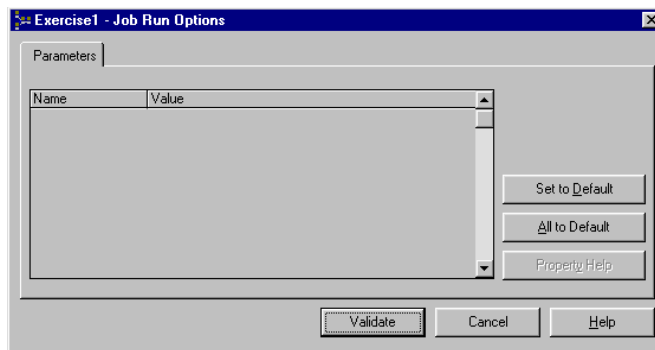 Exercise1 - Job Run Options
Parameters
Name Value
Set to Default
All to Default
Property Help
Validate Cancel Help